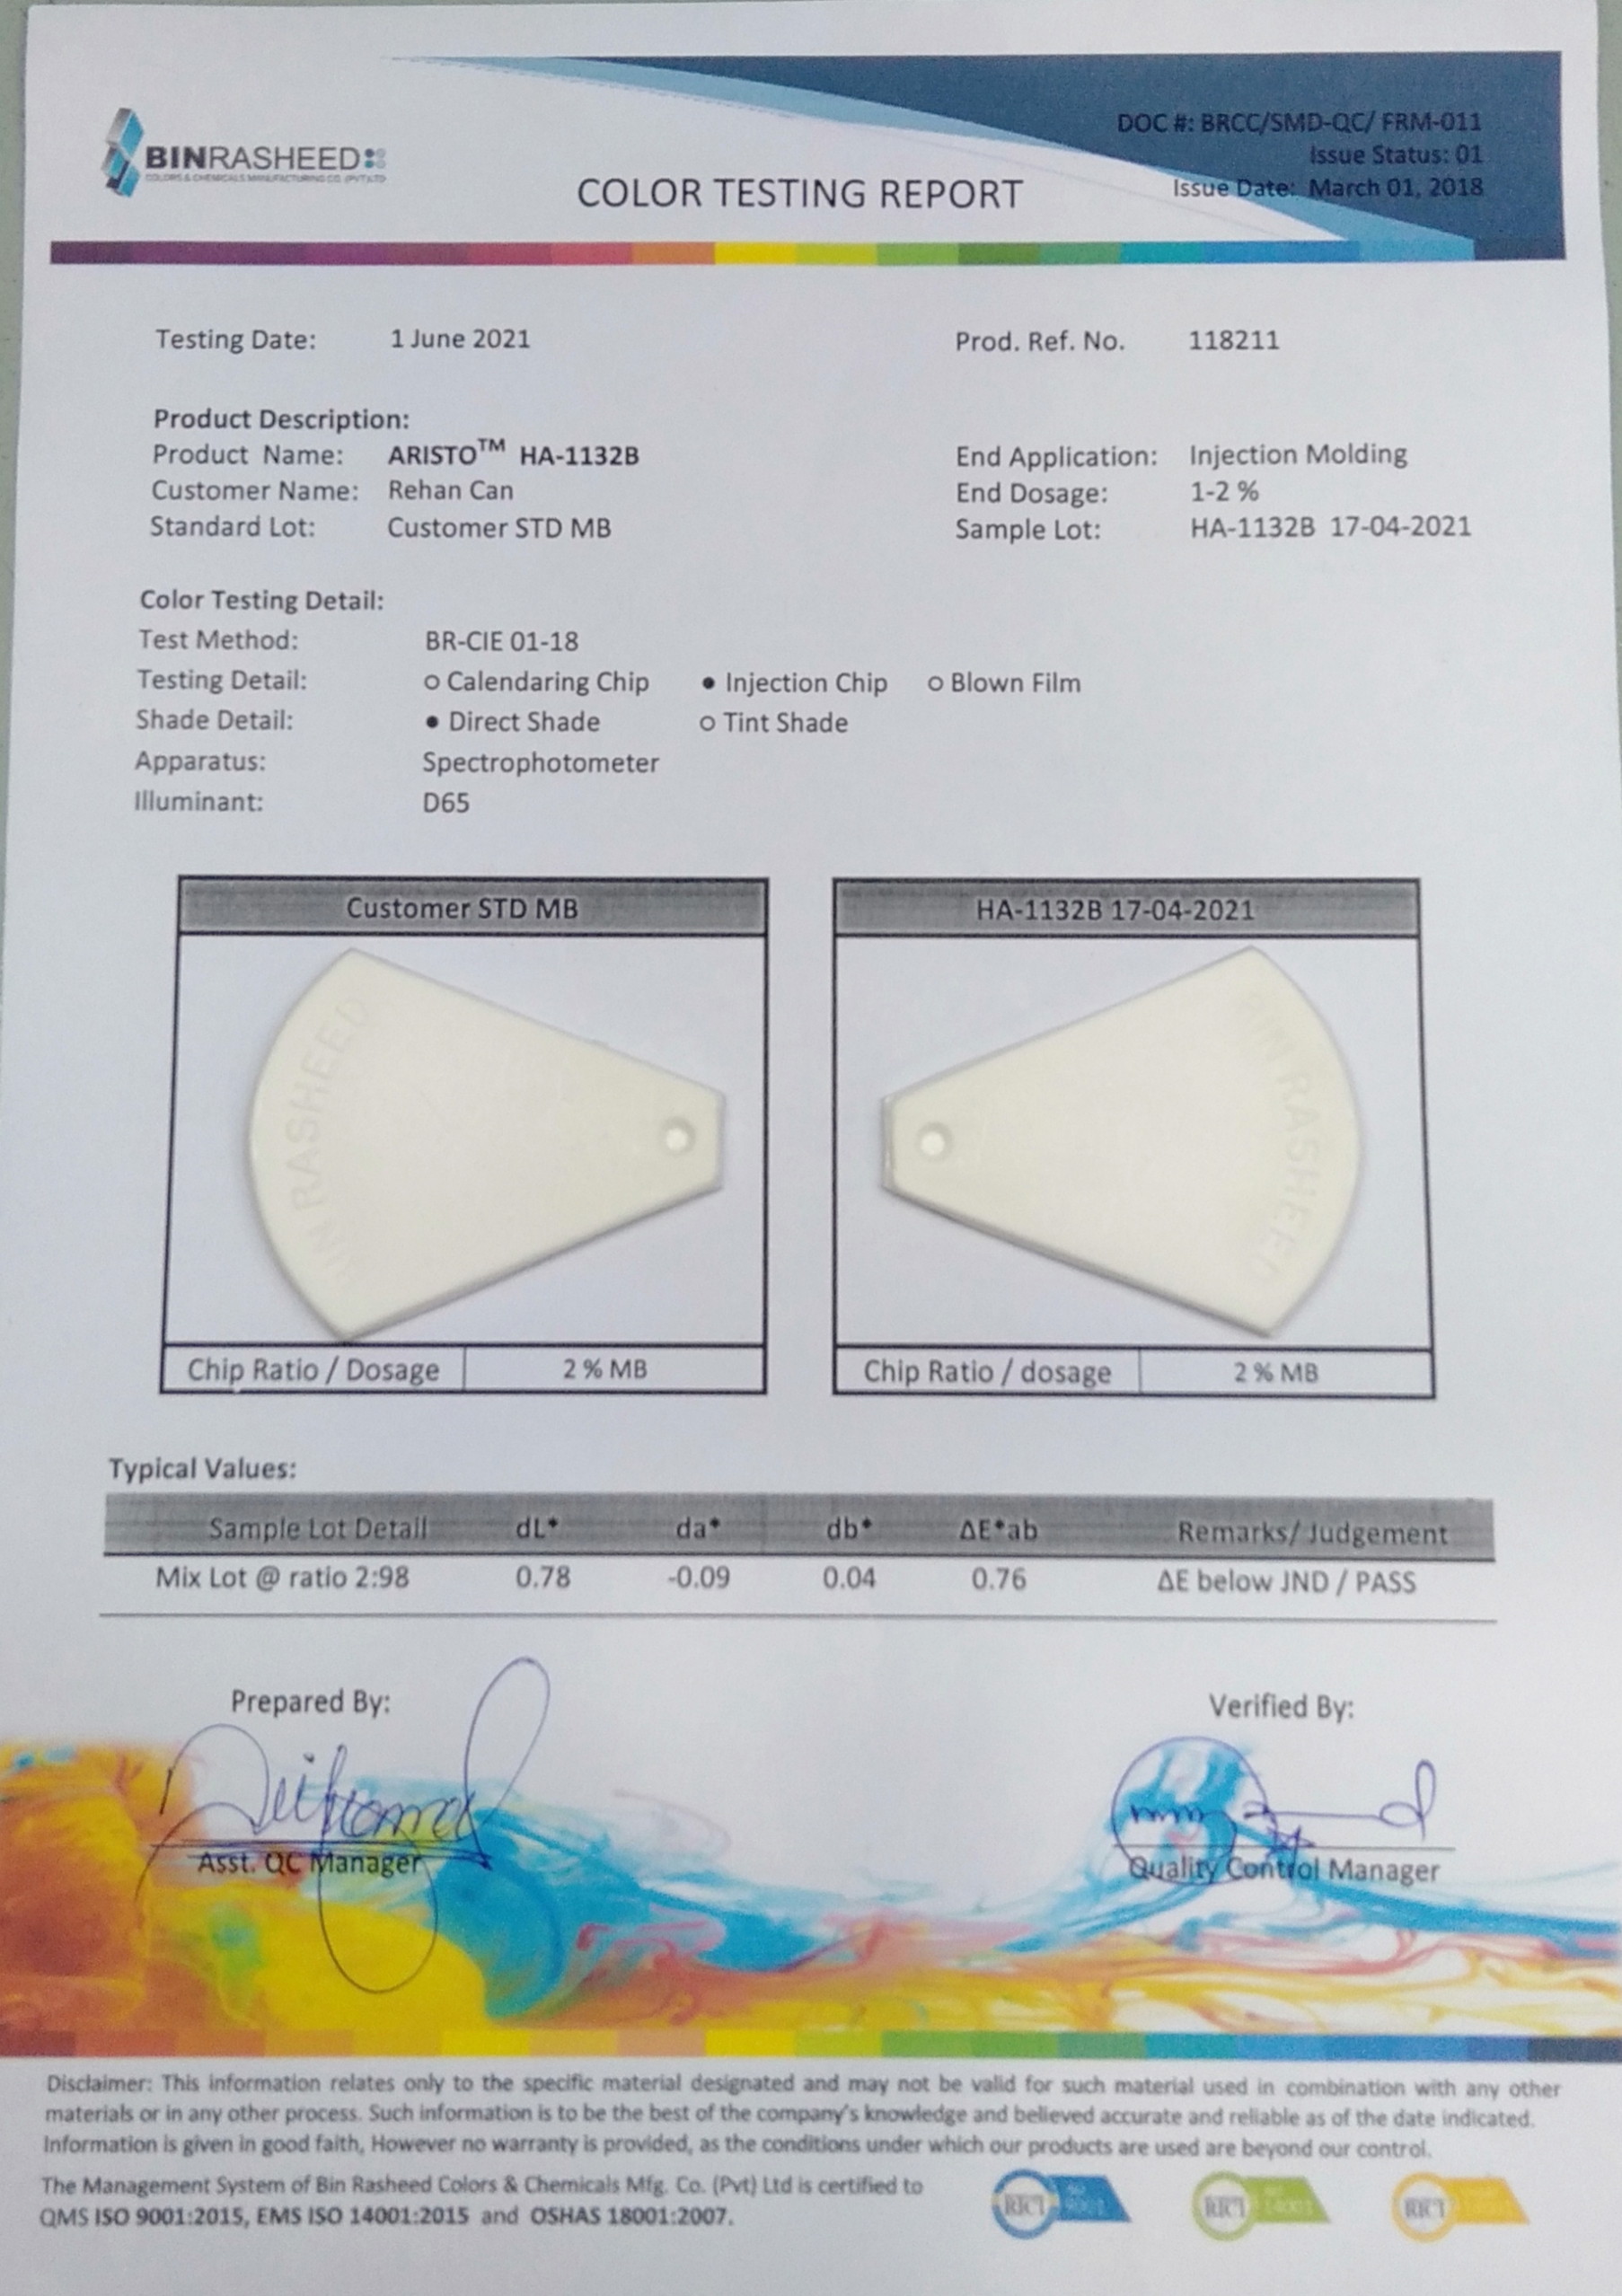 BINRASHEED
COLORS & CHEMICALS MANUFACTURING CO. (PVT) LTD
COLOR TESTING REPORT
DOC #: BRCC/SMD-QC/ FRM-011
Issue Status: 01
Issue Date: March 01, 2018
Testing Date: 1 June 2021 Prod. Ref. No. 118211
Product Description:
Product Name: ARISTO™ HA-1132B End Application: Injection Molding
Customer Name: Rehan Can End Dosage: 1-2 %
Standard Lot: Customer STD MB Sample Lot: HA-1132B 17-04-2021
Color Testing Detail:
Test Method: BR-CIE 01-18
Testing Detail: ○ Calendaring Chip ● Injection Chip ○ Blown Film
Shade Detail: ● Direct Shade ○ Tint Shade
Apparatus: Spectrophotometer
Illuminant: D65
Customer STD MB
BIN RASHEED
Chip Ratio / Dosage 2 % MB
HA-1132B 17-04-2021
BIN RASHEED
Chip Ratio / dosage 2 % MB
Typical Values:
Sample Lot Detail dL* da* db* ΔE*ab Remarks/ Judgement
Mix Lot @ ratio 2:98 0.78 -0.09 0.04 0.76 ΔE below JND / PASS
Prepared By: Verified By:
Asst. QC Manager Quality Control Manager
Disclaimer: This information relates only to the specific material designated and may not be valid for such material used in combination with any other
materials or in any other process. Such information is to be the best of the company's knowledge and believed accurate and reliable as of the date indicated.
Information is given in good faith, However no warranty is provided, as the conditions under which our products are used are beyond our control.
The Management System of Bin Rasheed Colors & Chemicals Mfg. Co. (Pvt) Ltd is certified to
QMS ISO 9001:2015, EMS ISO 14001:2015 and OSHAS 18001:2007.